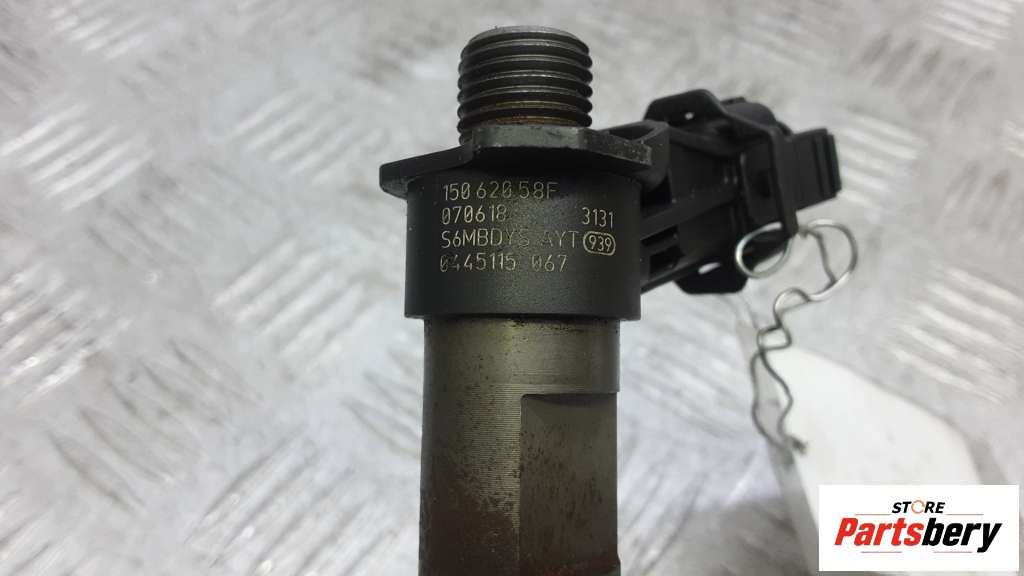 150 620 58F
070618 3131
S6MBDYS AYT 939
0445115 067
STORE
Partsbery